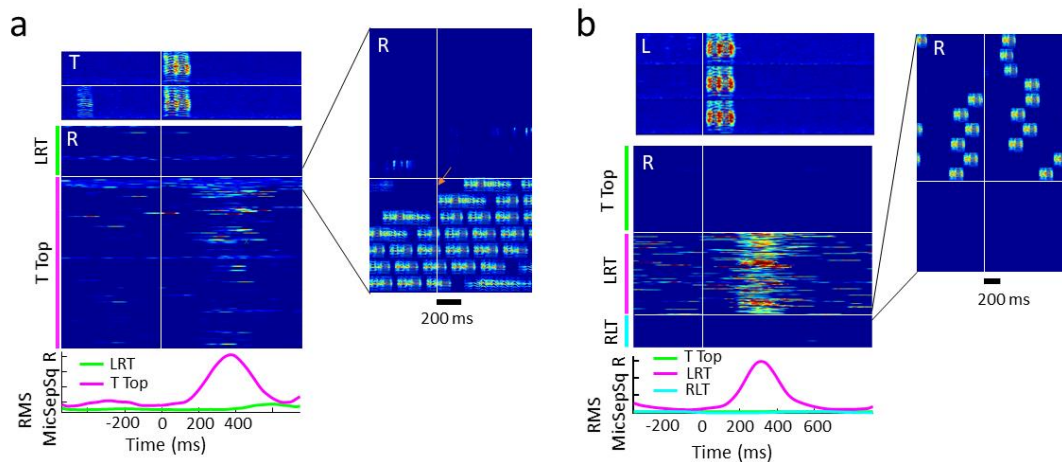 a
T
R
LRT
T Top
R
200 ms
LRT
T Top
RMS
MicSepSq R
-200 0 200 400
Time (ms)
b
L
R
T Top
LRT
RLT
R
200 ms
T Top
LRT
RLT
RMS
MicSepSq R
-200 0 200 400 600
Time (ms)